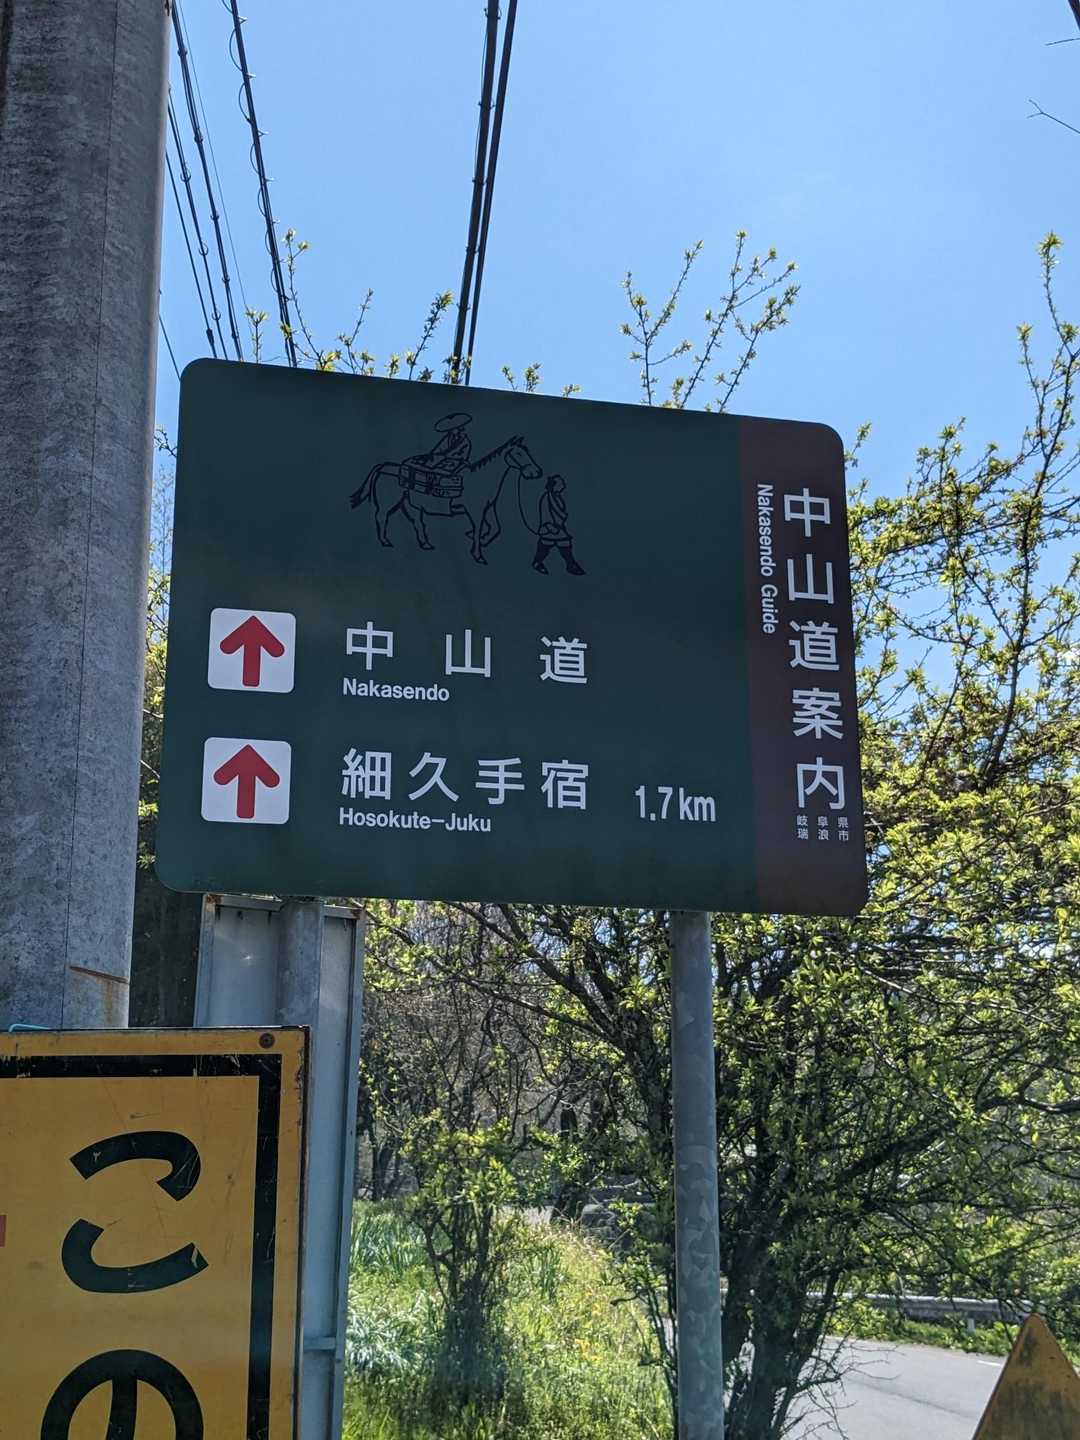 中山道
Nakasendo
細久手宿 1.7km
Hosokute-Juku
中山道案内
Nakasendo Guide
岐阜県
瑞浪市
この